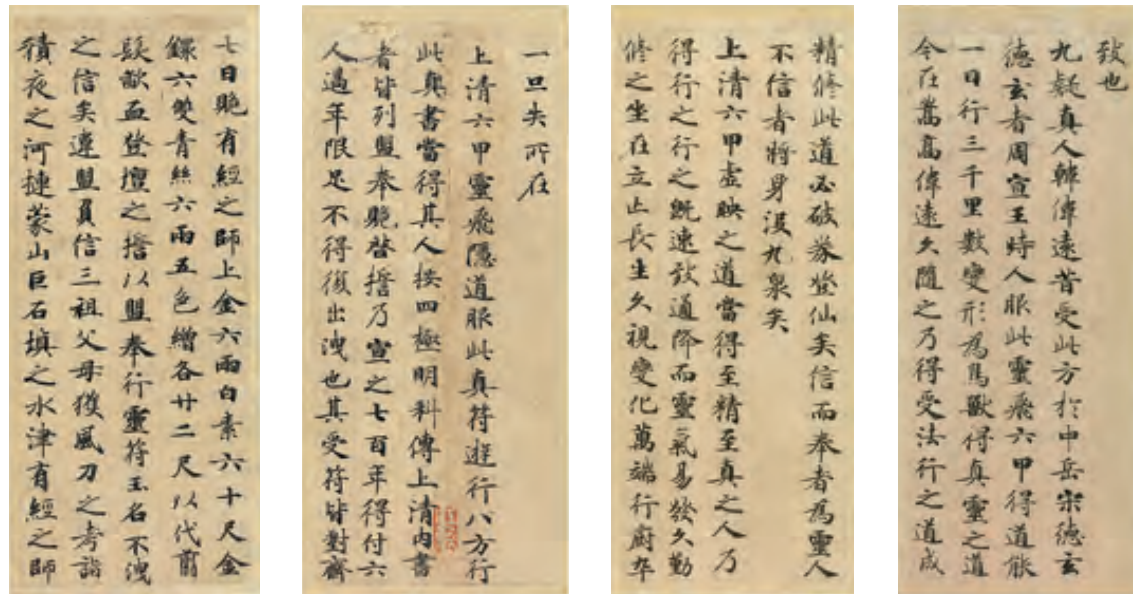 致也
九疑真人韓偉遠昔受此方於中岳宋德玄
德玄者周宣王時人服此靈飛六甲得道能
一日行三千里數變形為鳥獸得真靈之道
今在嵩高偉遠久隨之乃得受法行之道成
精修此道必破券登仙矣信而奉者為靈人
不信者將身沒九泉矣
上清六甲虛映之道當得至精至真之人乃
得行之行之既速致道降而靈氣易發久勤
修之坐在立亡長生久視變化萬端行廚卒
一旦失所在
上清六甲靈飛隱道服此真符遊行八方行
此真書當得其人按四極明科傳上清內書
者皆列盟奉貺啓誓乃宣之七百年得付六
人過年限足不得復出洩也其受符皆對齋
七日貺有經之師上金六兩白素六十尺金
鐶六雙青絲六兩五色繒各廿二尺以代翦
髮歃血登壇之誓以盟奉行靈符玉名不洩
之信矣違盟負信三祖父母獲風刀之考詣
積夜之河摙蒙山巨石填之水津有經之師